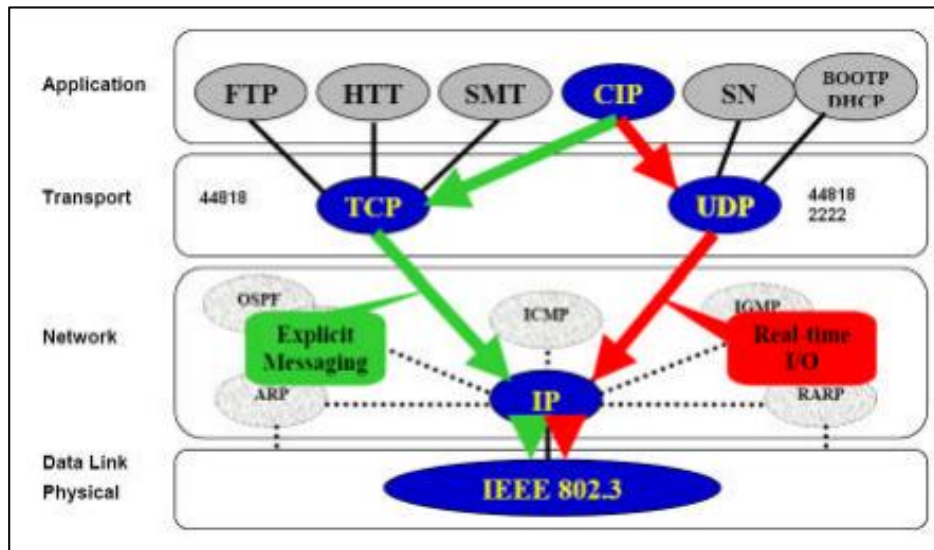 Application
FTP
HTT
SMT
CIP
SN
BOOTP
DHCP
Transport
44818
TCP
UDP
44818
2222
Network
OSPF
ICMP
IGMP
Explicit
Messaging
Real-time
I/O
ARP
IP
RARP
Data Link
Physical
IEEE 802.3